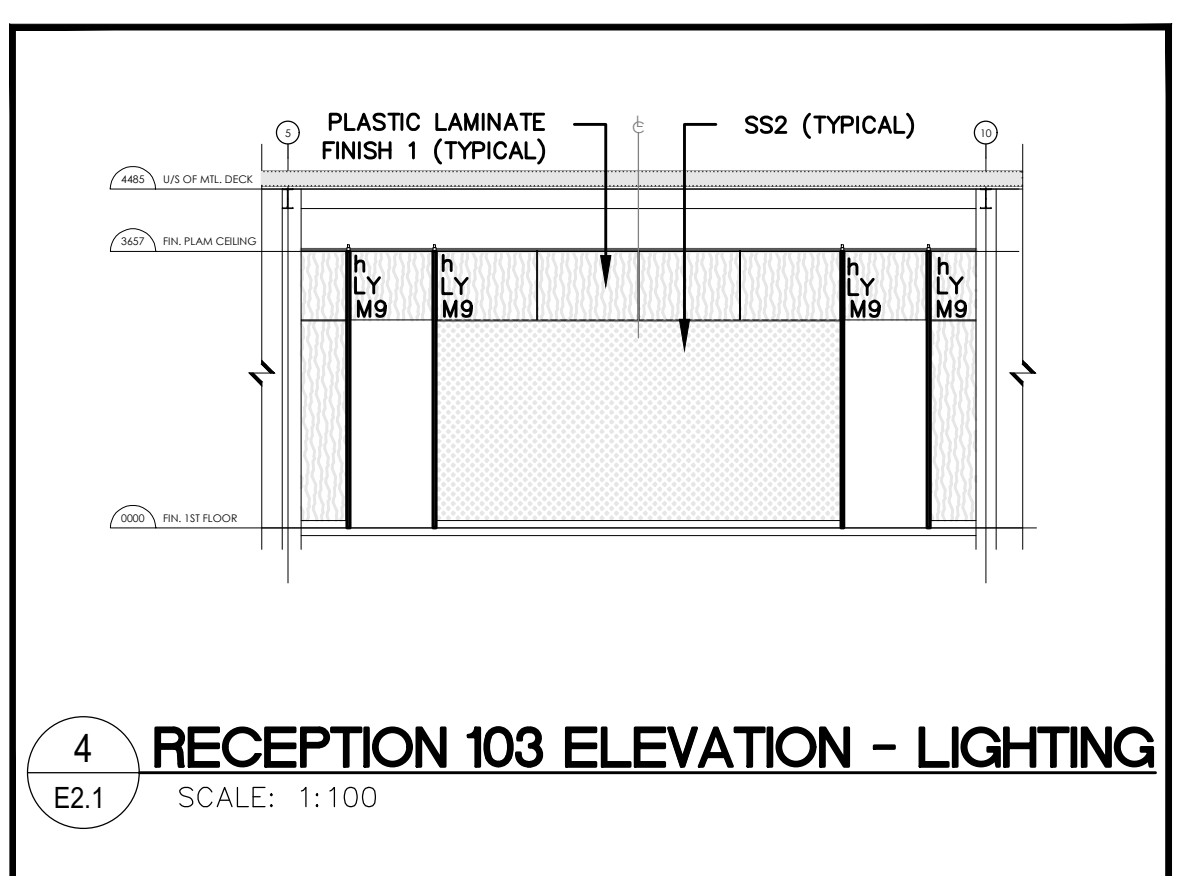 5
PLASTIC LAMINATE
FINISH 1 (TYPICAL)
SS2 (TYPICAL)
10
4485 U/S OF MTL. DECK
3657 FIN. PLAM CEILING
h
LY
M9
h
LY
M9
h
LY
M9
h
LY
M9
0000 FIN. 1ST FLOOR
4
E2.1
RECEPTION 103 ELEVATION - LIGHTING
SCALE: 1:100